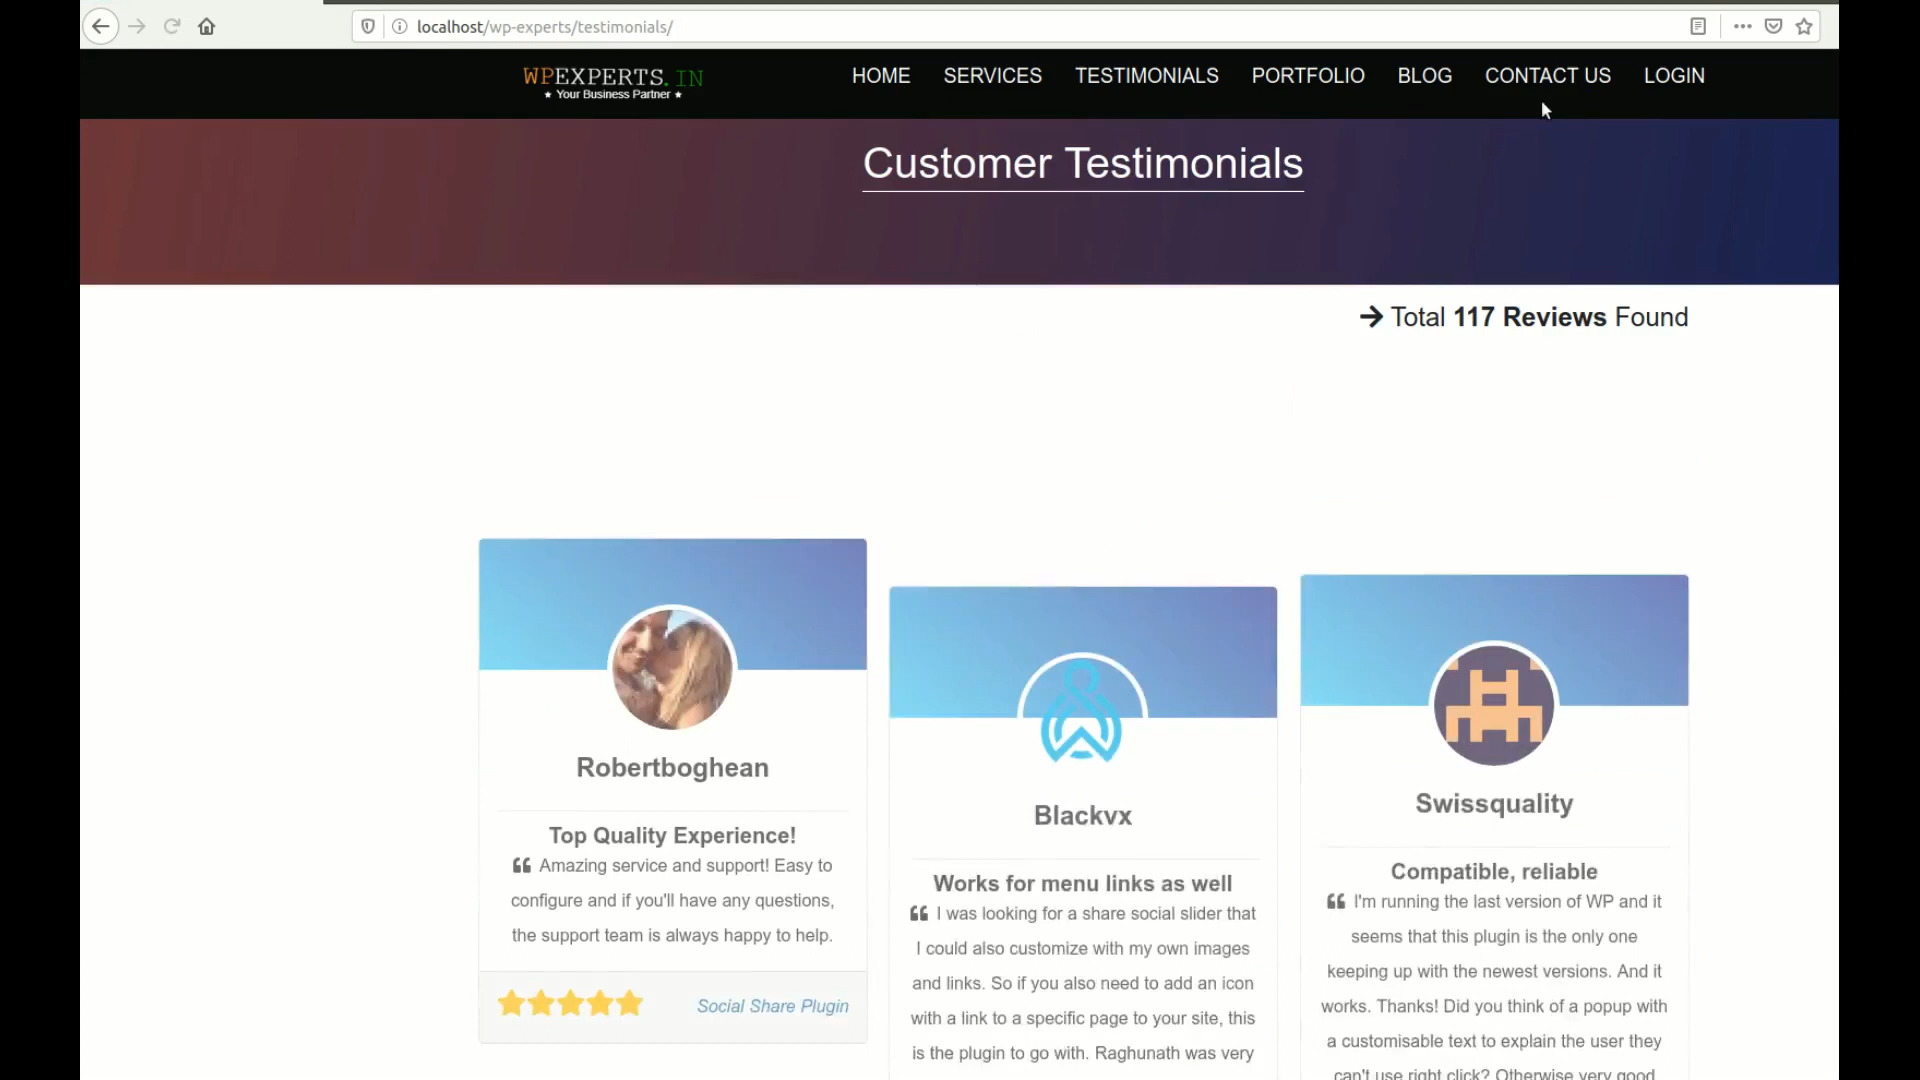 localhost/wp-experts/testimonials/
WPEXPERTS.IN
★ Your Business Partner ★
HOME SERVICES TESTIMONIALS PORTFOLIO BLOG CONTACT US LOGIN
Customer Testimonials
Total 117 Reviews Found
Robertboghean
Top Quality Experience!
Amazing service and support! Easy to
configure and if you'll have any questions,
the support team is always happy to help.
Social Share Plugin
Blackvx
Works for menu links as well
I was looking for a share social slider that
I could also customize with my own images
and links. So if you also need to add an icon
with a link to a specific page to your site, this
is the plugin to go with. Raghunath was very
Swissquality
Compatible, reliable
I'm running the last version of WP and it
seems that this plugin is the only one
keeping up with the newest versions. And it
works. Thanks! Did you think of a popup with
a customisable text to explain the user they
can't use right click? Otherwise very good